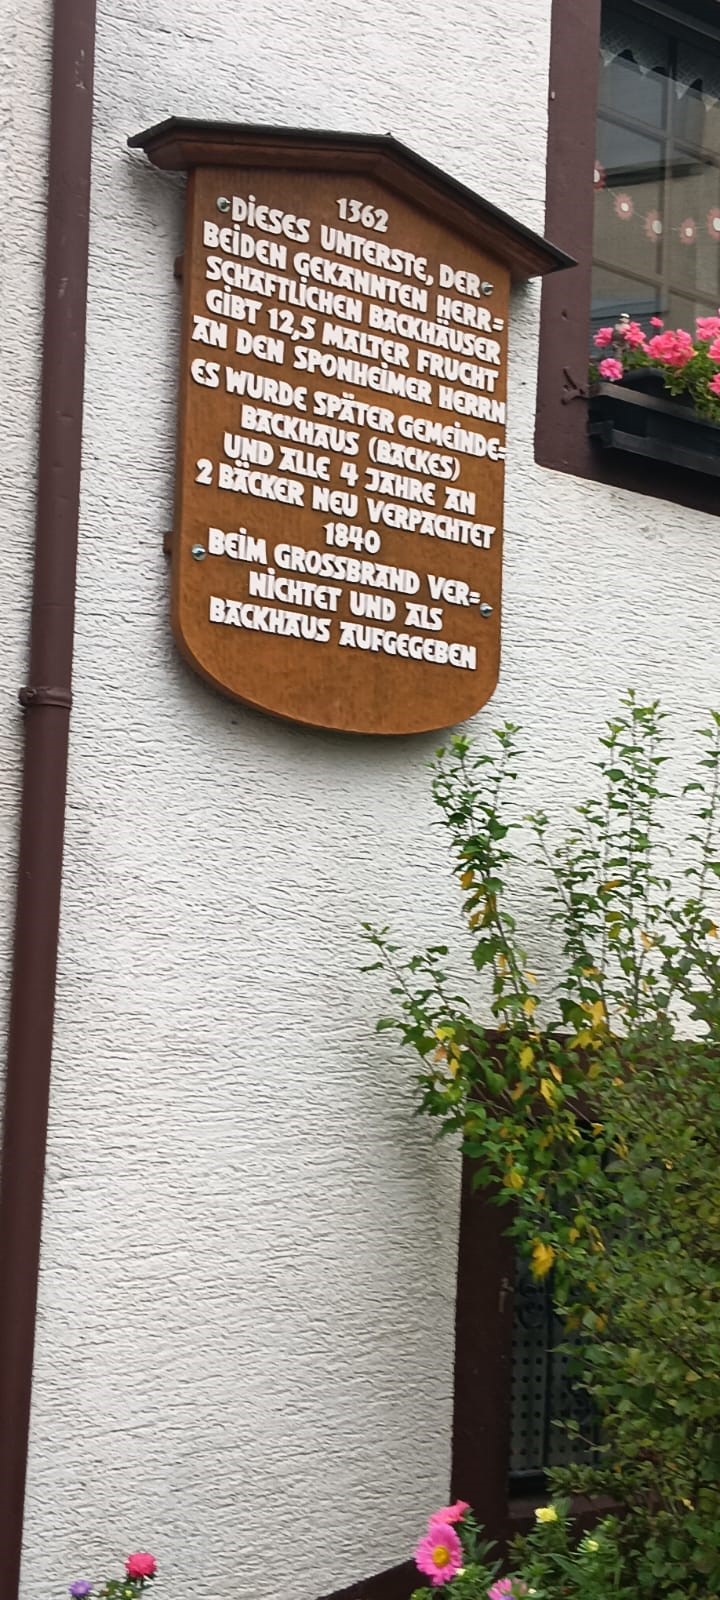 1362
DIESES UNTERSTE, DER
BEIDEN GEKANNTEN HERR=
SCHAFTLICHEN BACKHÄUSER
GIBT 12,5 MALTER FRUCHT
AN DEN SPONHEIMER HERRN
ES WURDE SPÄTER GEMEINDE=
BACKHAUS (BACKES)
UND ALLE 4 JAHRE AN
2 BÄCKER NEU VERPACHTET
1840
BEIM GROSSBRAND VER=
NICHTET UND ALS
BACKHAUS AUFGEGEBEN